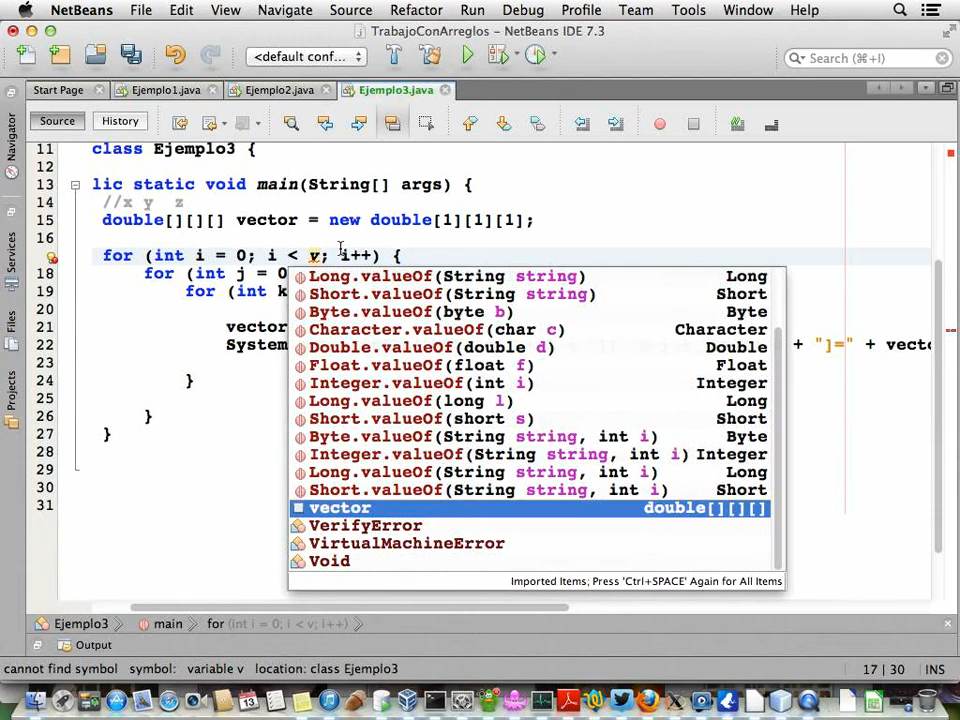 NetBeans File Edit View Navigate Source Refactor Run Debug Profile Team Tools Window Help
TrabajoConArreglos - NetBeans IDE 7.3
<default conf...
Search (⌘+I)
Start Page Ejemplo1.java Ejemplo2.java Ejemplo3.java
Source History
Navigator
Services
Files
Projects
11 class Ejemplo3 {
12
13 lic static void main(String[] args) {
14 //x y z
15 double[][][] vector = new double[1][1][1];
16
for (int i = 0; i < v; i++) {
18 for (int j = 0
19 for (int k
20
21 vector
22 System + "]=" + vecto
23
24 }
25
26 }
27 }
28
29
30
31
Long.valueOf(String string) Long
Short.valueOf(String string) Short
Byte.valueOf(byte b) Byte
Character.valueOf(char c) Character
Double.valueOf(double d) Double
Float.valueOf(float f) Float
Integer.valueOf(int i) Integer
Long.valueOf(long l) Long
Short.valueOf(short s) Short
Byte.valueOf(String string, int i) Byte
Integer.valueOf(String string, int i) Integer
Long.valueOf(String string, int i) Long
Short.valueOf(String string, int i) Short
vector double[][][]
VerifyError
VirtualMachineError
Void
Imported Items; Press 'Ctrl+SPACE' Again for All Items
Ejemplo3 main for (int i = 0; i < v; i++)
Output
cannot find symbol symbol: variable v location: class Ejemplo3 17 | 30 INS